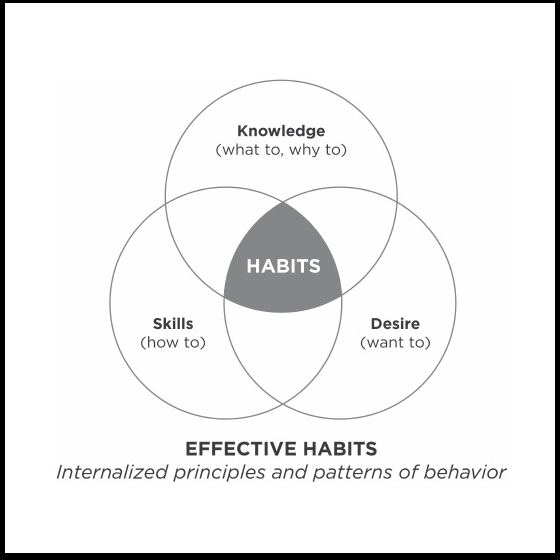 Knowledge
(what to, why to)
HABITS
Skills
(how to)
Desire
(want to)
EFFECTIVE HABITS
Internalized principles and patterns of behavior